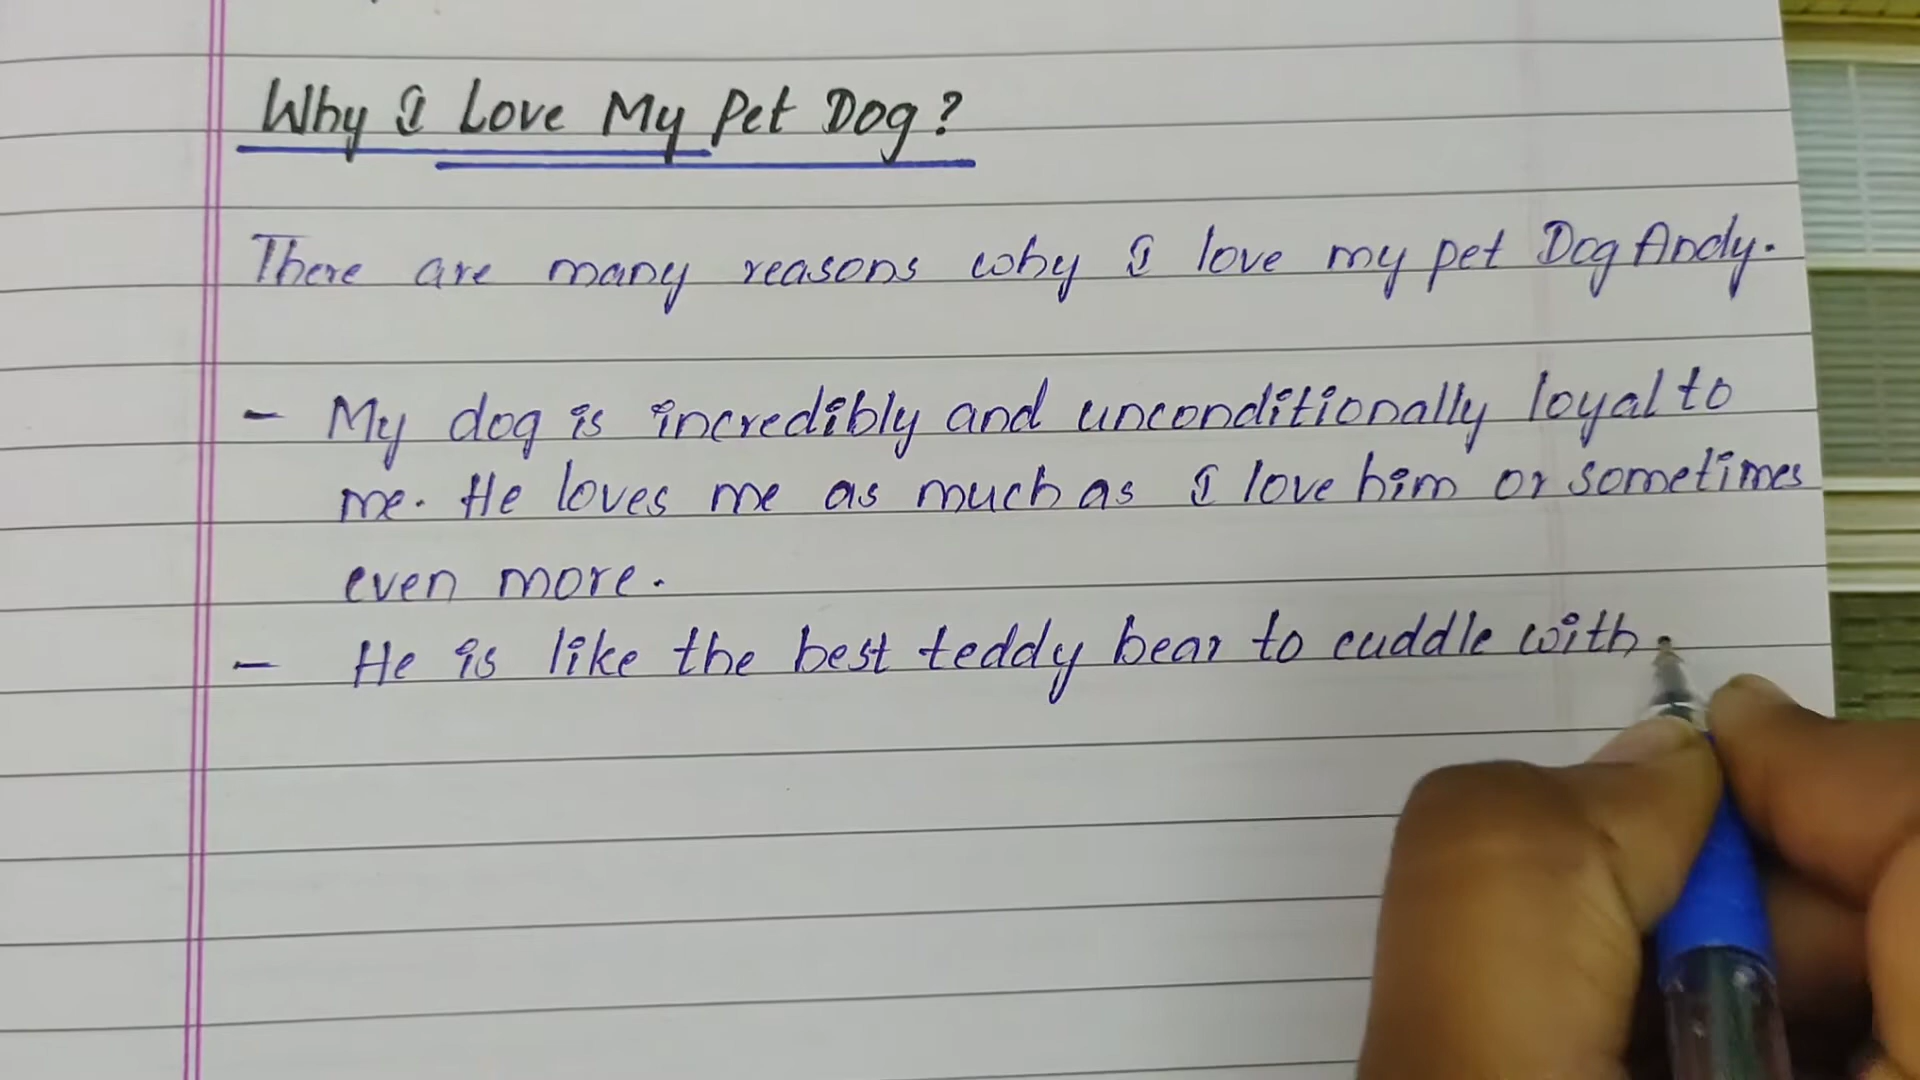 Why I Love My Pet Dog?
There are many reasons why I love my pet Dog Andy.
- My dog is incredibly and unconditionally loyal to
me. He loves me as much as I love him or sometimes
even more.
- He is like the best teddy bear to cuddle with.